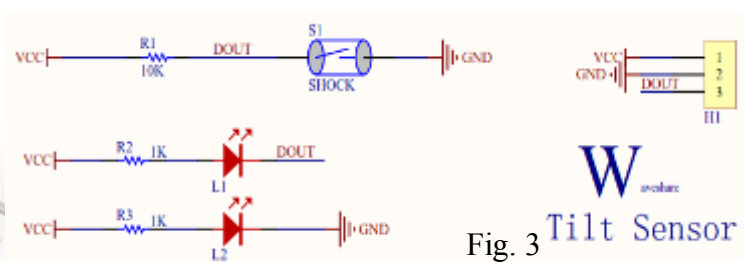 VCC R1 10K DOUT S1 SHOCK GND
VCC 1
GND 2
DOUT 3
H1
VCC R2 1K L1 DOUT
VCC R3 1K L2 GND
Waveshare
Fig. 3 Tilt Sensor